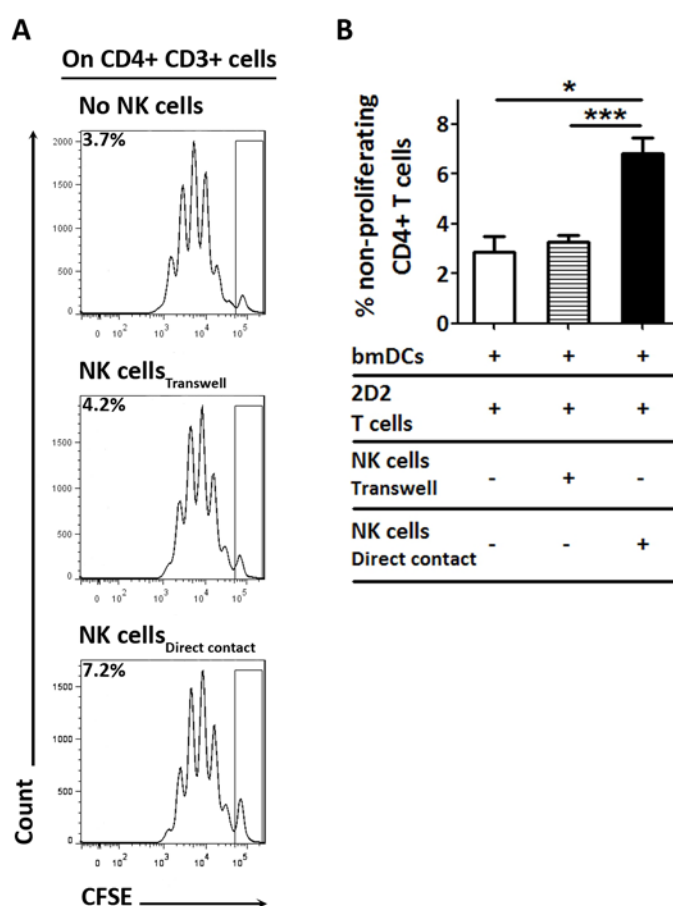 A
On CD4+ CD3+ cells
No NK cells
3.7%
2000
1500
1000
500
0
0 10² 10³ 10⁴ 10⁵
NK cells Transwell
4.2%
1500
1000
500
0
0 10² 10³ 10⁴ 10⁵
NK cells Direct contact
7.2%
1500
1000
500
0
0 10² 10³ 10⁴ 10⁵
Count
CFSE
B
% non-proliferating
CD4+ T cells
*
***
8
6
4
2
0
bmDCs + + +
2D2
T cells + + +
NK cells
Transwell - + -
NK cells
Direct contact - - +